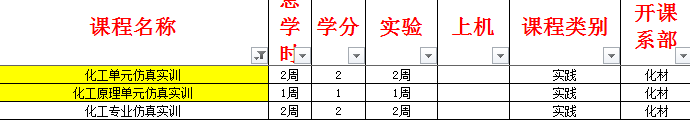 课程名称 总学时 学分 实验 上机 课程类别 开课系部
化工单元仿真实训 2周 2 2周 实践 化材
化工原理单元仿真实训 1周 1 1周 实践 化材
化工专业仿真实训 2周 2 2周 实践 化材